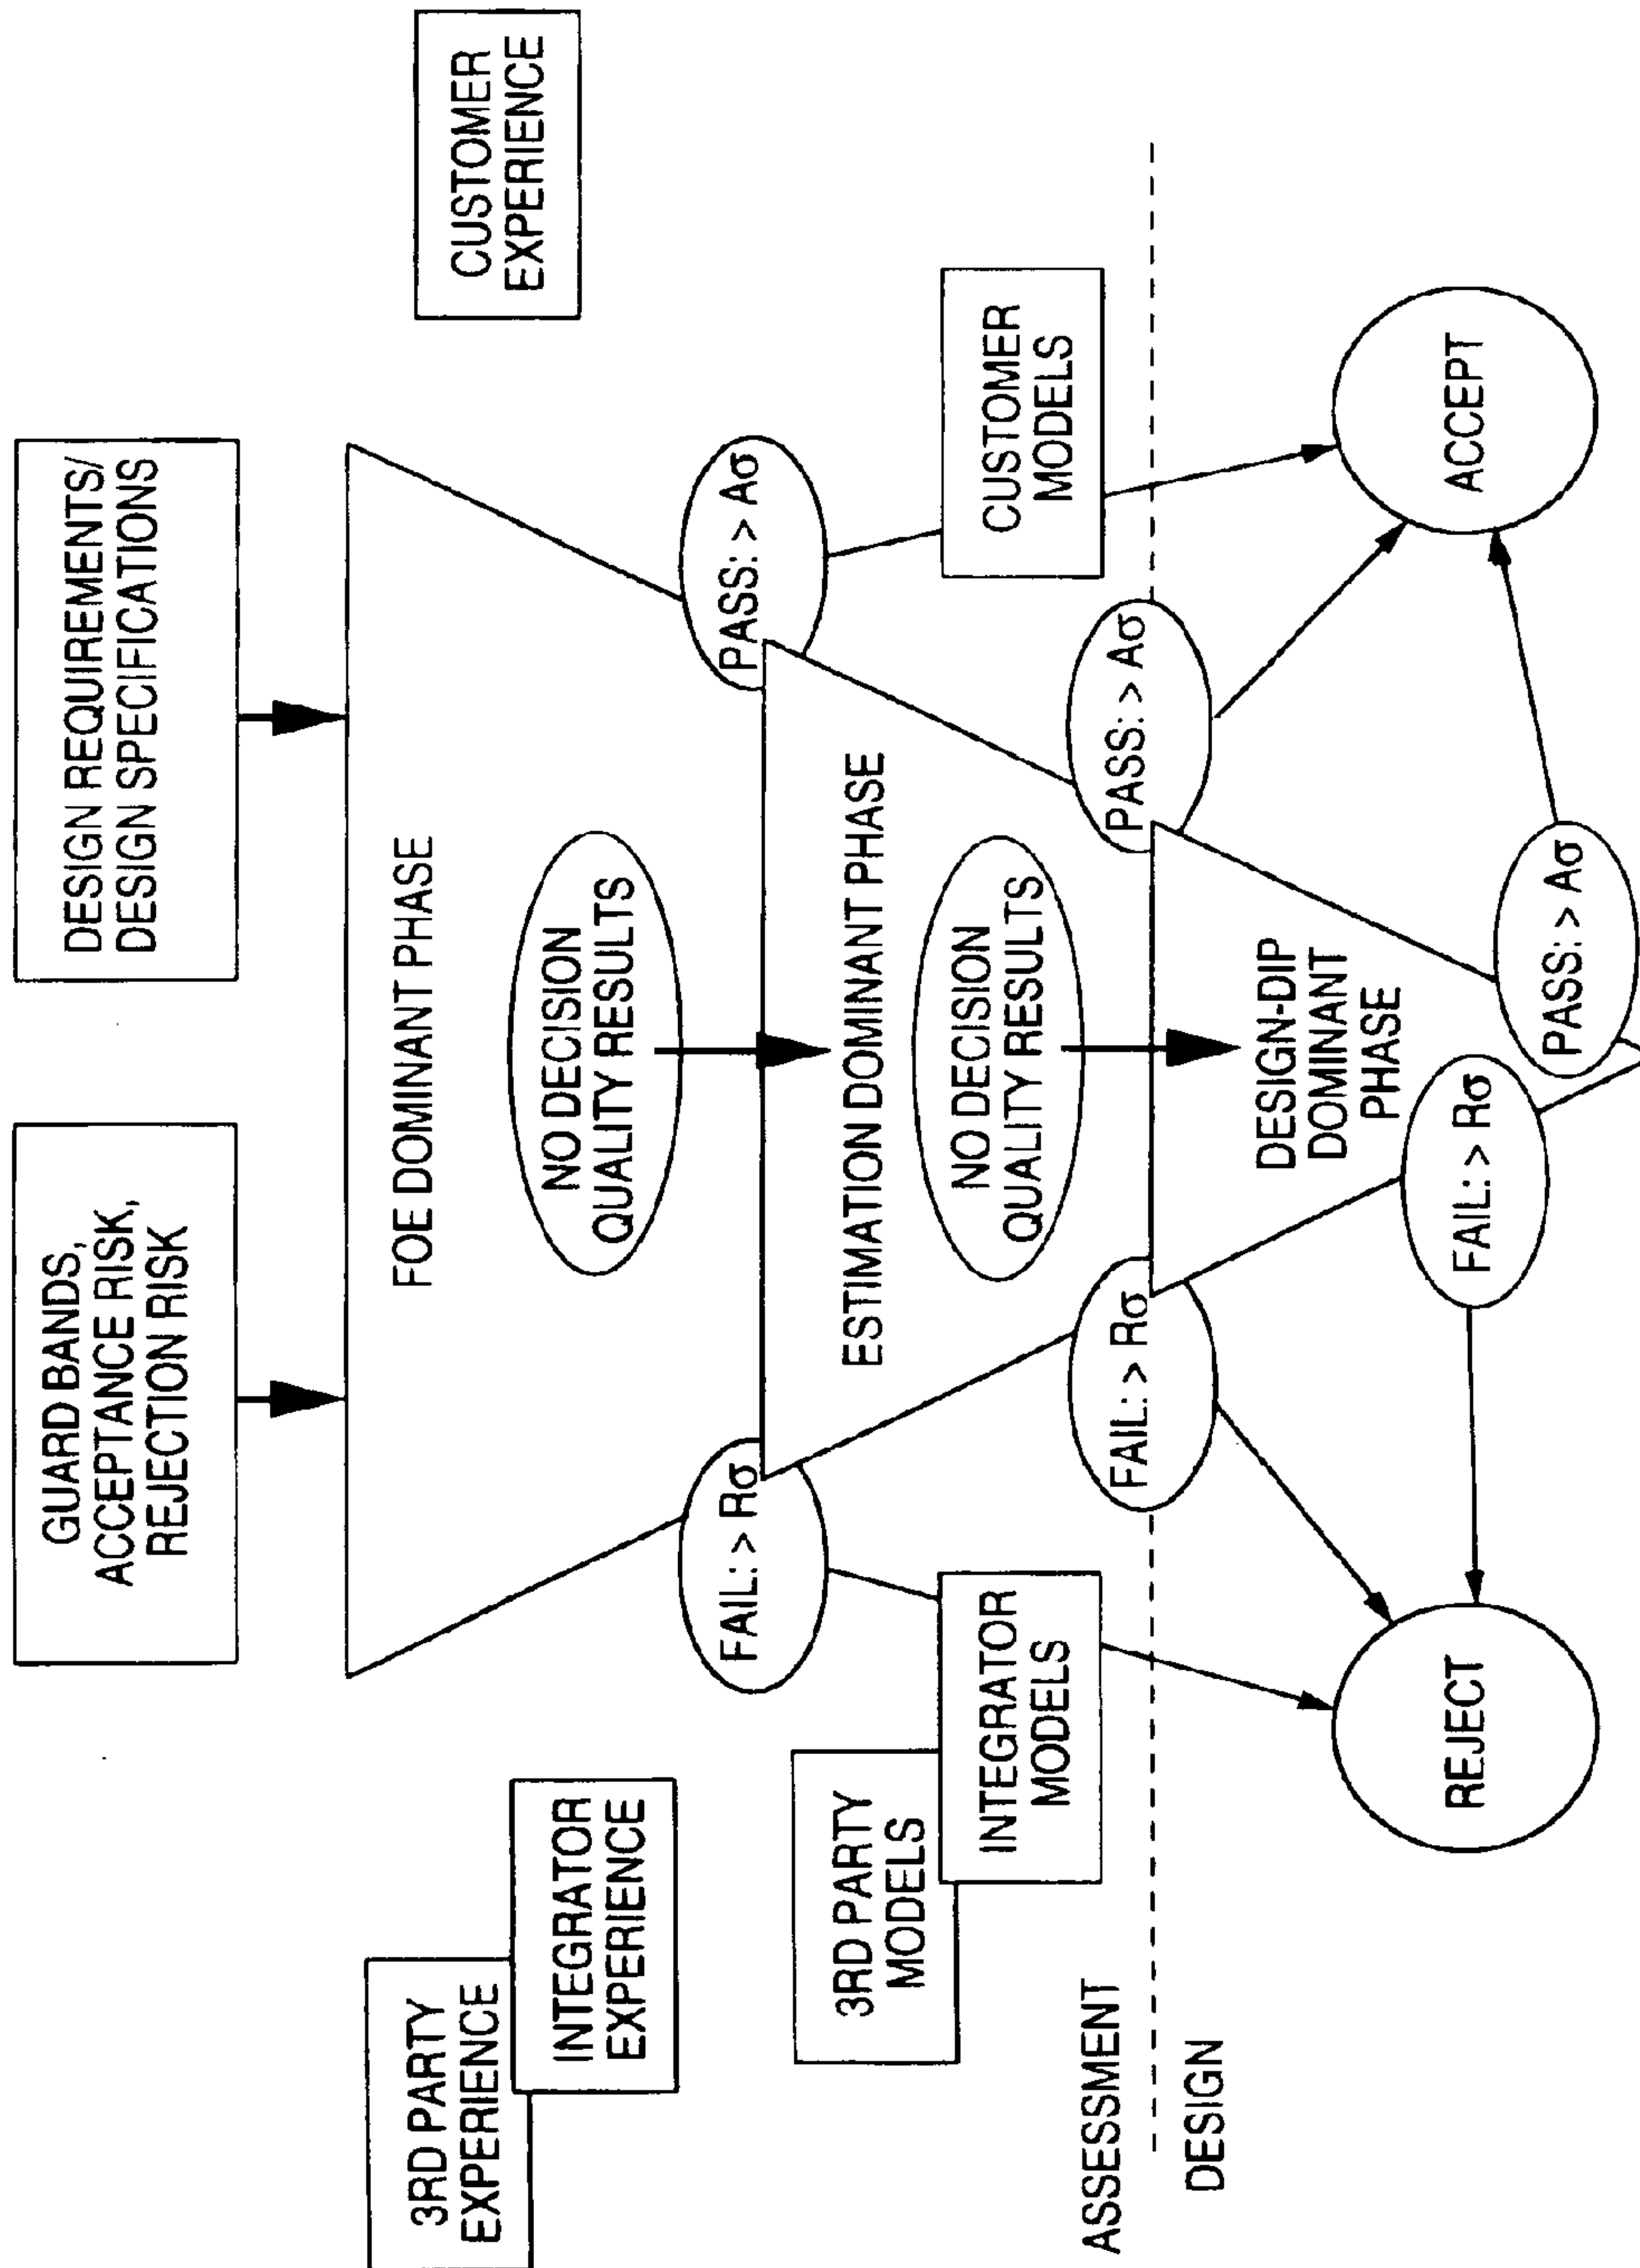 GUARD BANDS,
ACCEPTANCE RISK,
REJECTION RISK
DESIGN REQUIREMENTS/
DESIGN SPECIFICATIONS
3RD PARTY
EXPERIENCE
INTEGRATOR
EXPERIENCE
FOE DOMINANT PHASE
CUSTOMER
EXPERIENCE
NO DECISION
QUALITY RESULTS
FAIL: > Rσ
PASS: > Aσ
3RD PARTY
MODELS
INTEGRATOR
MODELS
ESTIMATION DOMINANT PHASE
CUSTOMER
MODELS
NO DECISION
QUALITY RESULTS
FAIL: > Rσ
PASS: > Aσ
ASSESSMENT
DESIGN
DESIGN-DIP
DOMINANT
PHASE
REJECT
FAIL: > Rσ
PASS: > Aσ
ACCEPT